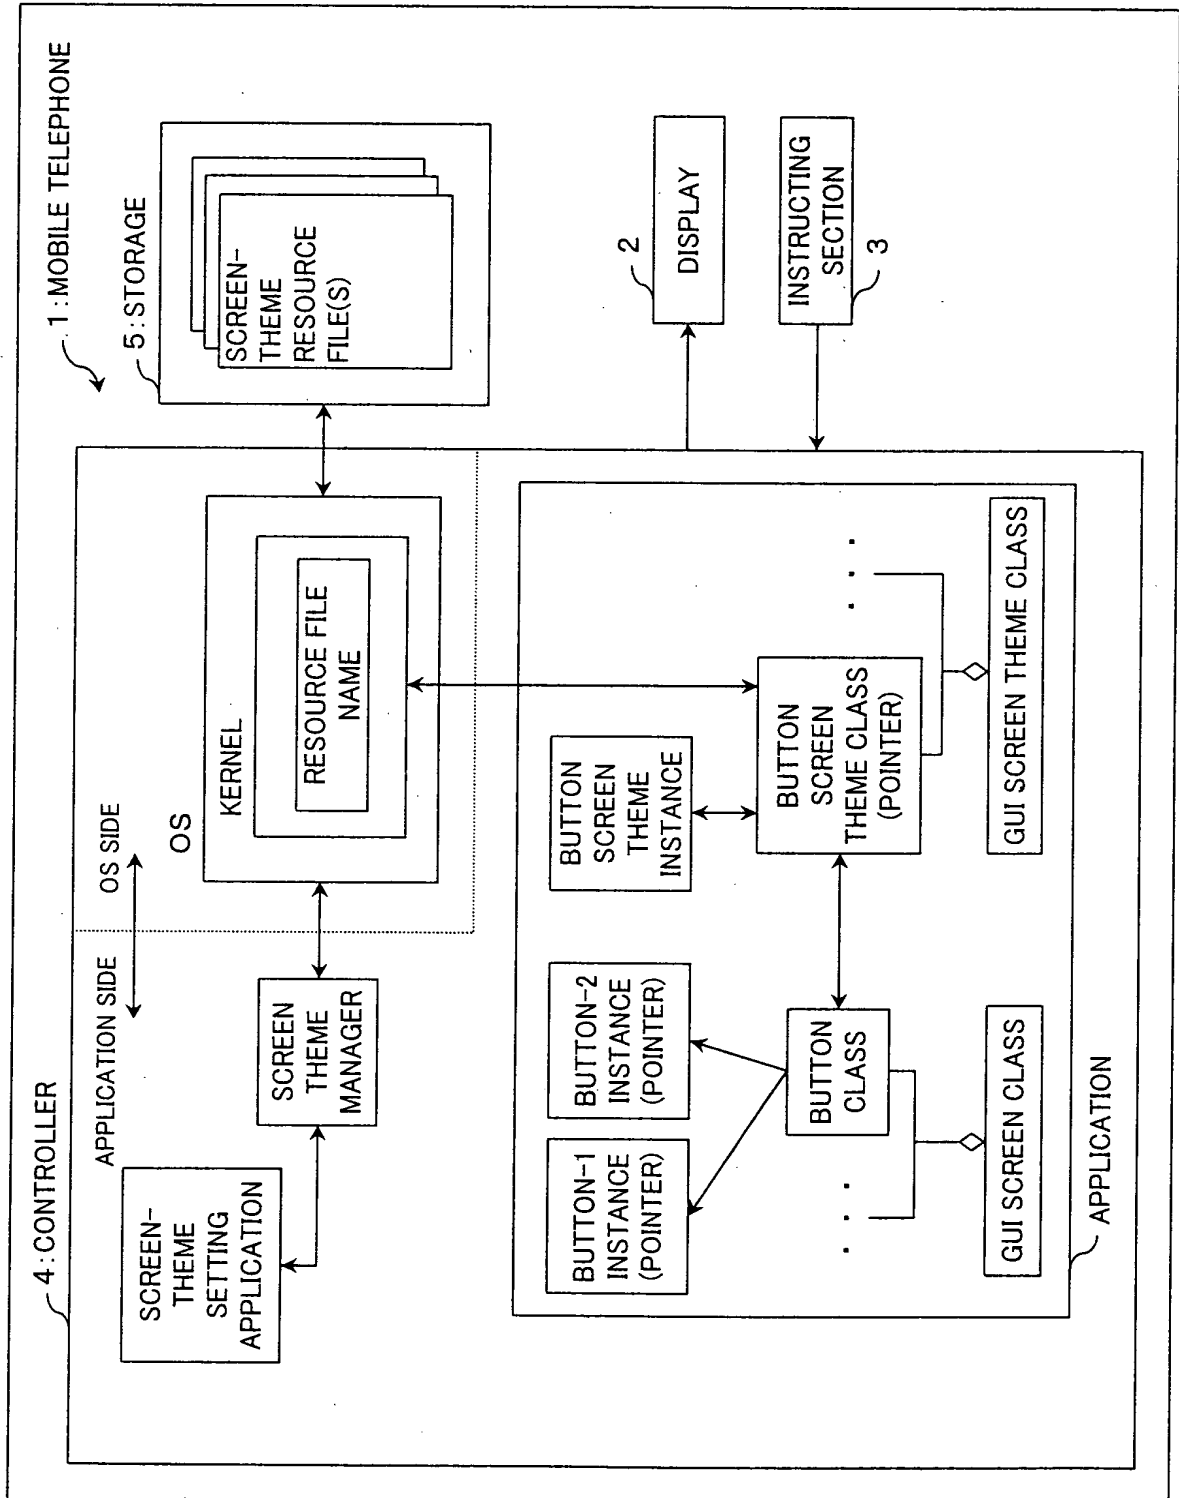 1:MOBILE TELEPHONE
4:CONTROLLER
APPLICATION SIDE
OS SIDE
5:STORAGE
SCREEN-
THEME
SETTING
APPLICATION
SCREEN
THEME
MANAGER
OS
KERNEL
RESOURCE FILE
NAME
SCREEN-
THEME
RESOURCE
FILE(S)
BUTTON-1
INSTANCE
(POINTER)
BUTTON-2
INSTANCE
(POINTER)
BUTTON
SCREEN
THEME
INSTANCE
2
DISPLAY
BUTTON
CLASS
BUTTON
SCREEN
THEME CLASS
(POINTER)
INSTRUCTING
SECTION
3
. . .
. . .
GUI SCREEN CLASS
GUI SCREEN THEME CLASS
APPLICATION